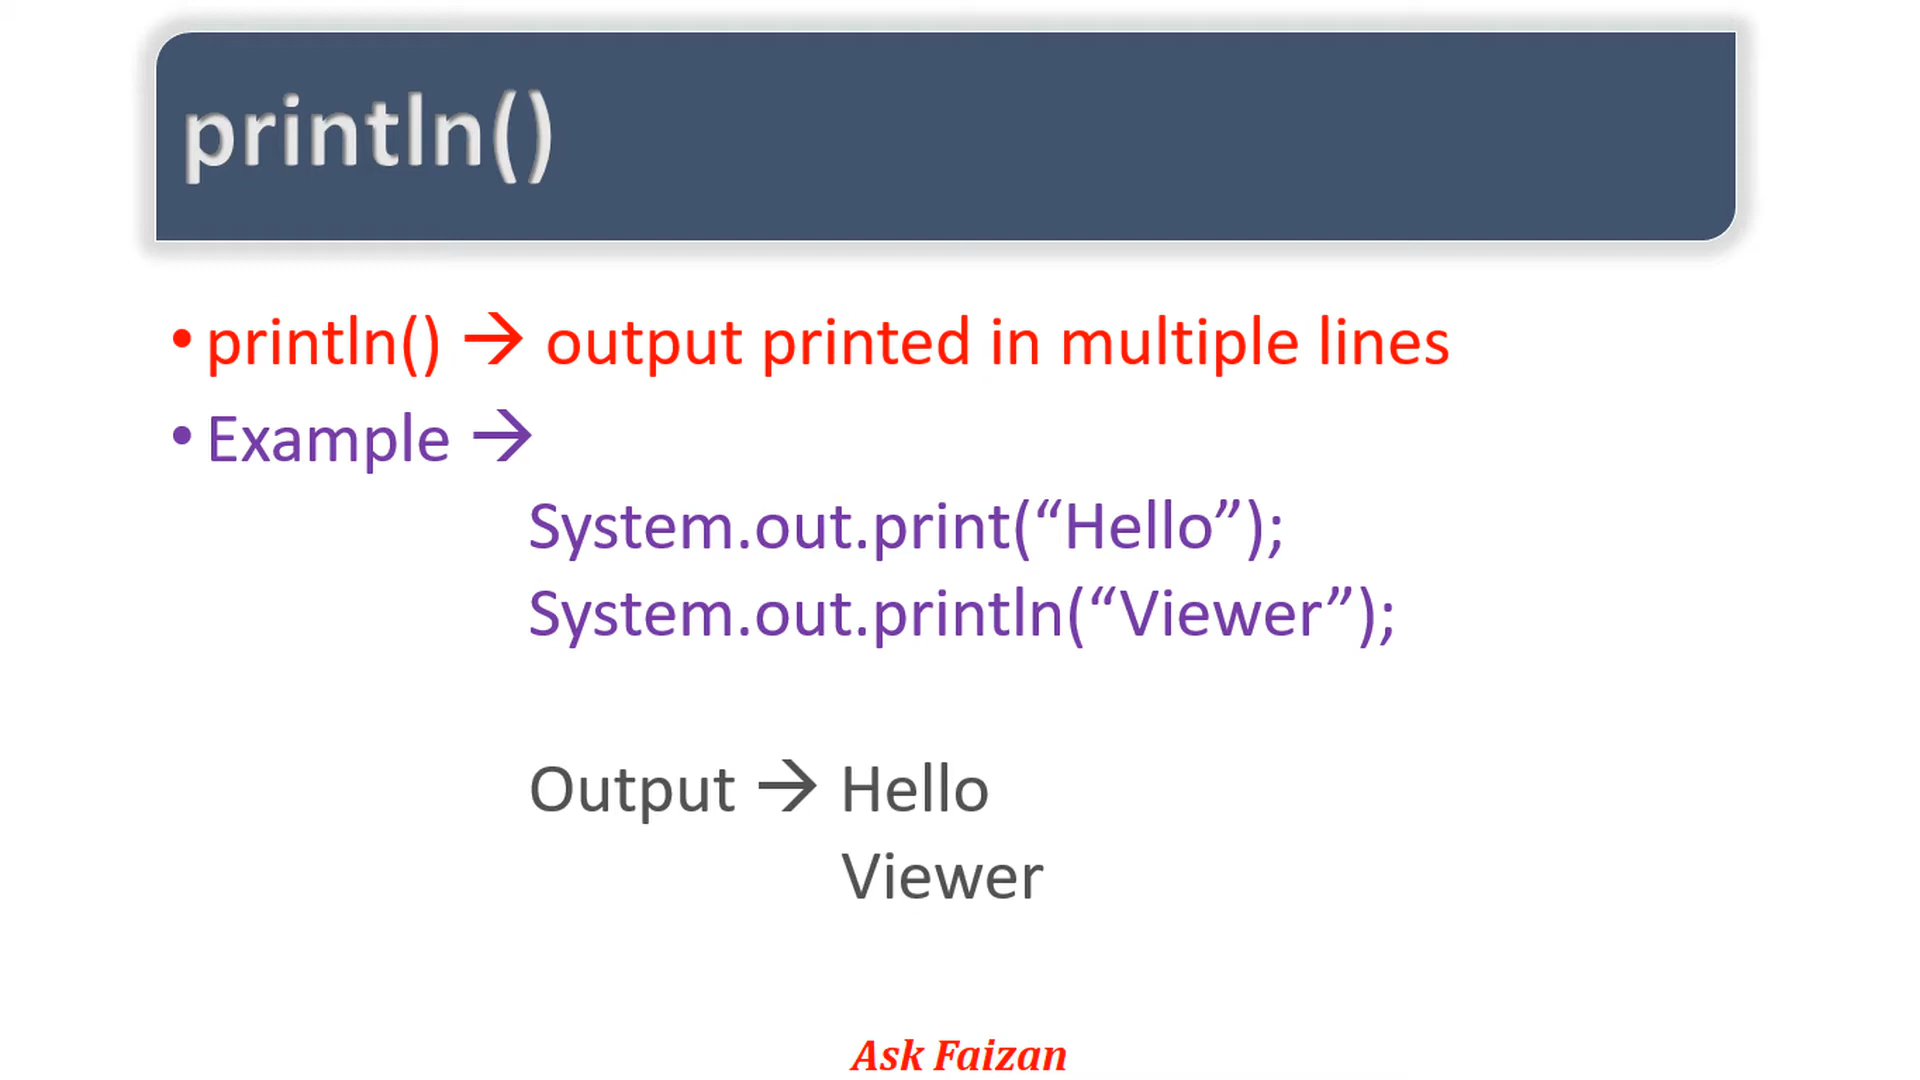 println()
• println() → output printed in multiple lines
• Example →
System.out.print(“Hello”);
System.out.println(“Viewer”);
Output → Hello
Viewer
Ask Faizan